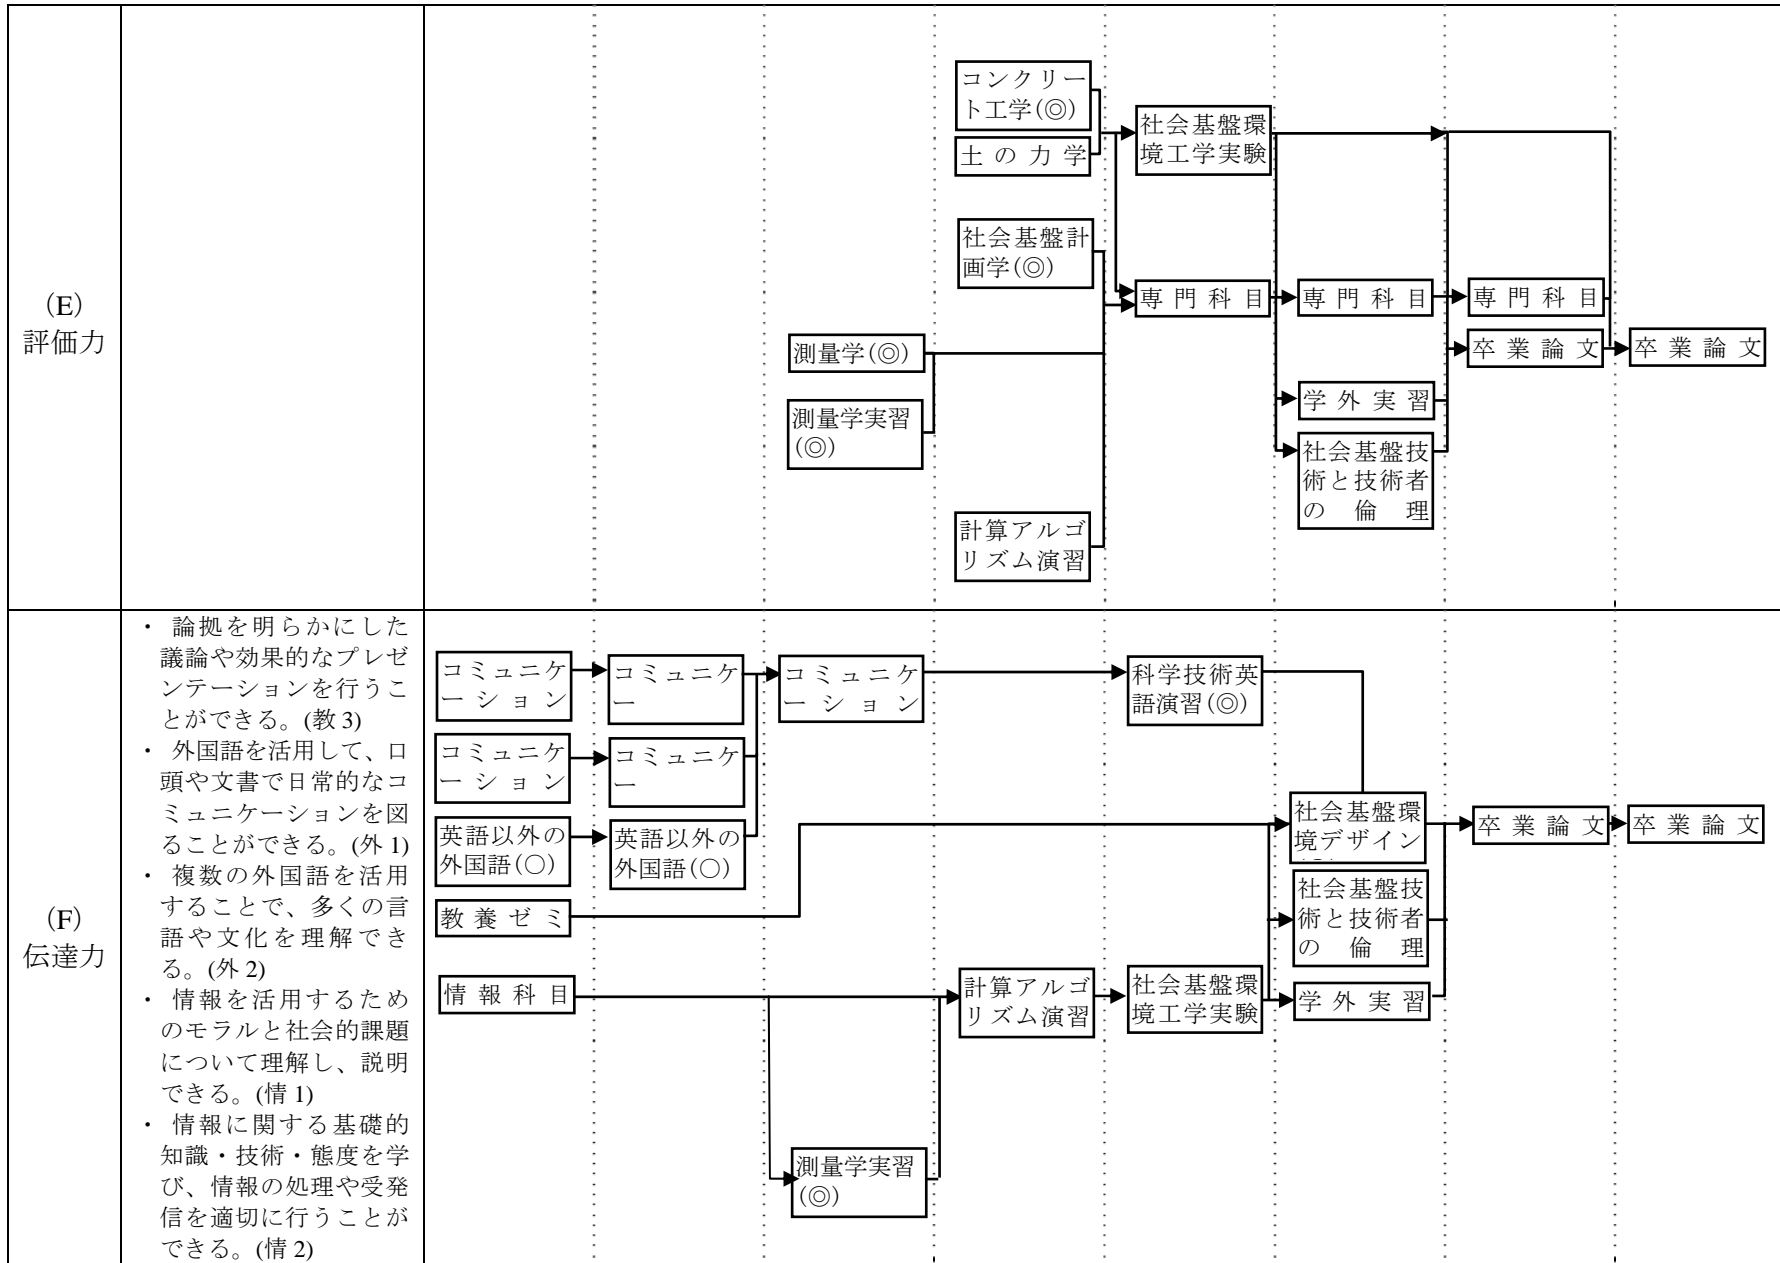 (E)
評価力
コンクリー
ト工学(◎)
土の力学
社会基盤計
画学(◎)
測量学(◎)
測量学実習
(◎)
計算アルゴ
リズム演習
社会基盤環
境工学実験
専門科目
専門科目
学外実習
社会基盤技
術と技術者
の倫理
専門科目
卒業論文
卒業論文
(F)
伝達力
・ 論拠を明らかにした
議論や効果的なプレゼ
ンテーションを行うこ
とができる。(教3)
・ 外国語を活用して、口
頭や文書で日常的なコ
ミュニケーションを図
ることができる。(外1)
・ 複数の外国語を活用
することで、多くの言
語や文化を理解でき
る。(外2)
・ 情報を活用するため
のモラルと社会的課題
について理解し、説明
できる。(情1)
・ 情報に関する基礎的
知識・技術・態度を学
び、情報の処理や受発
信を適切に行うことが
できる。(情2)
コミュニケ
ーション
コミュニケ
ーション
英語以外の
外国語(○)
教養ゼミ
情報科目
コミュニケ
ー
コミュニケ
ー
英語以外の
外国語(○)
コミュニケ
ーション
測量学実習
(◎)
計算アルゴ
リズム演習
科学技術英
語演習(◎)
社会基盤環
境工学実験
社会基盤環
境デザイン
社会基盤技
術と技術者
の倫理
学外実習
卒業論文
卒業論文